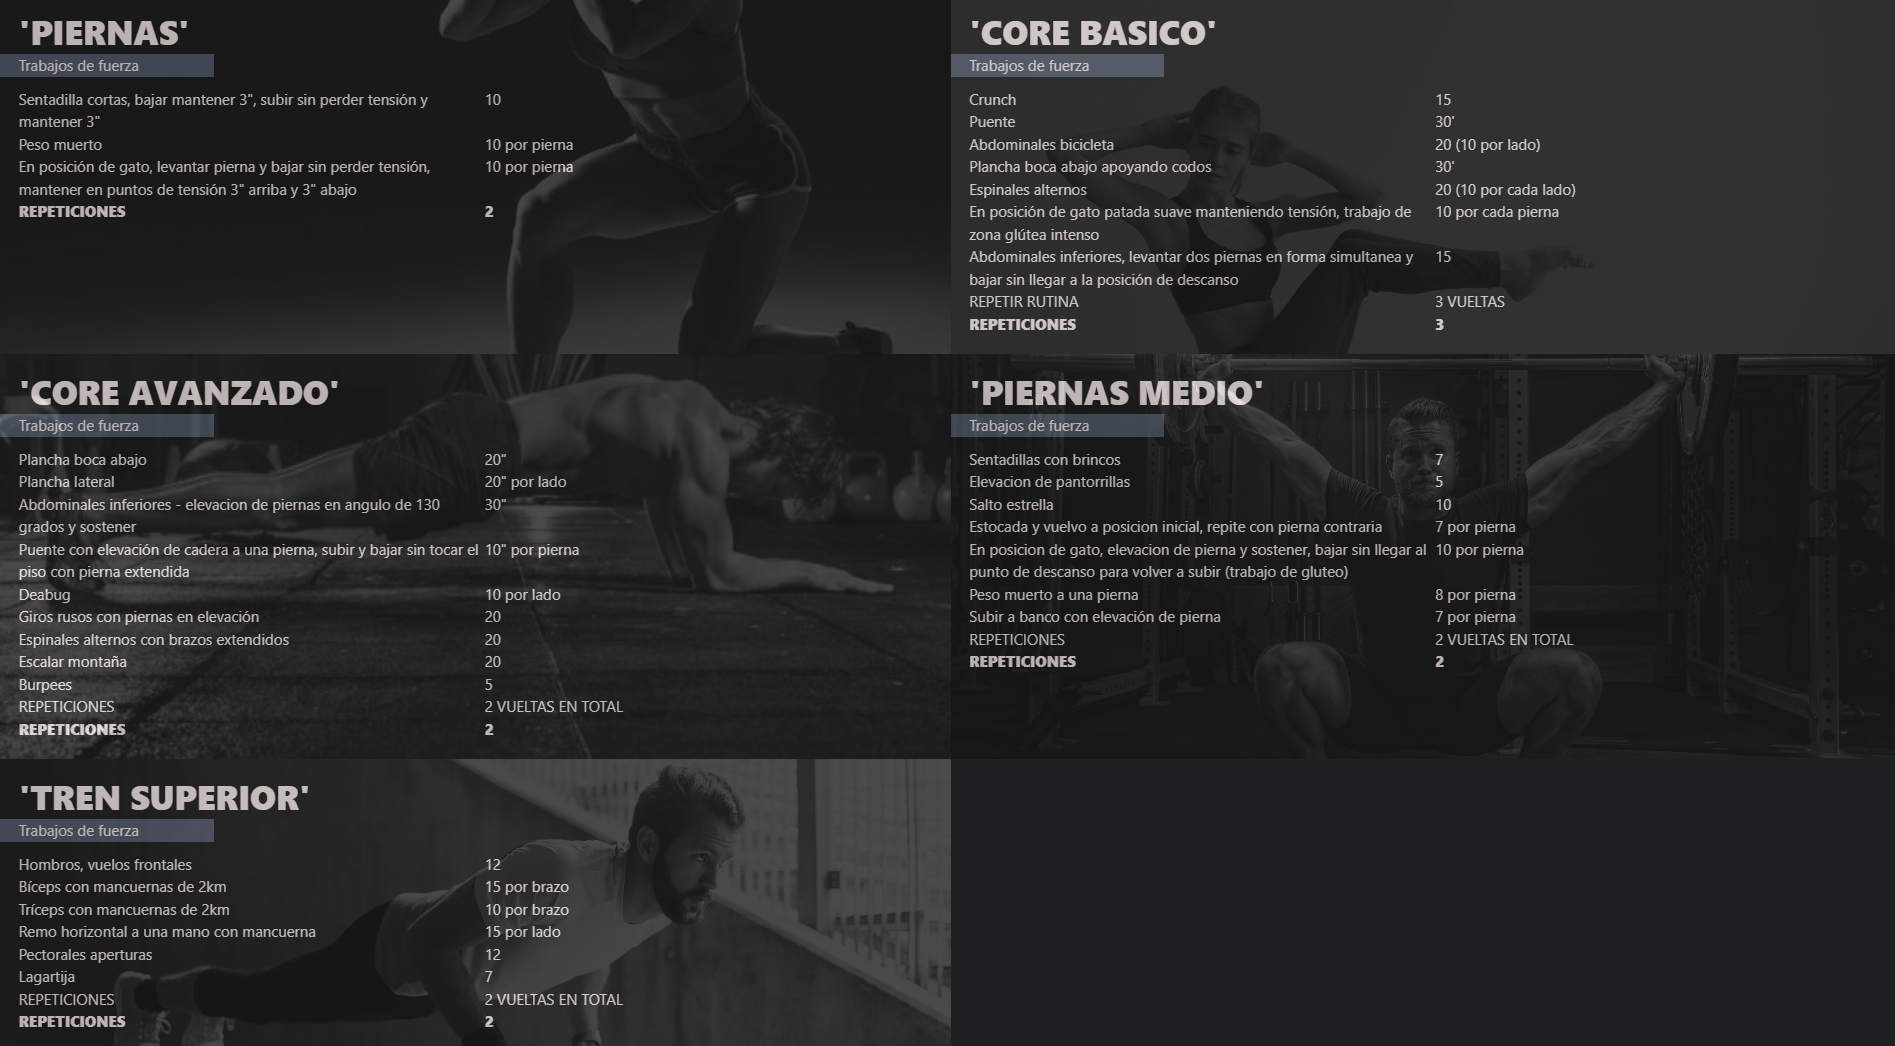 'PIERNAS'
Trabajos de fuerza
Sentadilla cortas, bajar mantener 3", subir sin perder tensión y 10
mantener 3"
Peso muerto 10 por pierna
En posición de gato, levantar pierna y bajar sin perder tensión, 10 por pierna
mantener en puntos de tensión 3" arriba y 3" abajo
REPETICIONES 2
'CORE BASICO'
Trabajos de fuerza
Crunch 15
Puente 30'
Abdominales bicicleta 20 (10 por lado)
Plancha boca abajo apoyando codos 30'
Espinales alternos 20 (10 por cada lado)
En posición de gato patada suave manteniendo tensión, trabajo de 10 por cada pierna
zona glútea intenso
Abdominales inferiores, levantar dos piernas en forma simultanea y 15
bajar sin llegar a la posición de descanso
REPETIR RUTINA 3 VUELTAS
REPETICIONES 3
'CORE AVANZADO'
Trabajos de fuerza
Plancha boca abajo 20"
Plancha lateral 20" por lado
Abdominales inferiores - elevacion de piernas en angulo de 130 30"
grados y sostener
Puente con elevación de cadera a una pierna, subir y bajar sin tocar el 10" por pierna
piso con pierna extendida
Deabug 10 por lado
Giros rusos con piernas en elevación 20
Espinales alternos con brazos extendidos 20
Escalar montaña 20
Burpees 5
REPETICIONES 2 VUELTAS EN TOTAL
REPETICIONES 2
'PIERNAS MEDIO'
Trabajos de fuerza
Sentadillas con brincos 7
Elevacion de pantorrillas 5
Salto estrella 10
Estocada y vuelvo a posicion inicial, repite con pierna contraria 7 por pierna
En posicion de gato, elevacion de pierna y sostener, bajar sin llegar al 10 por pierna
punto de descanso para volver a subir (trabajo de gluteo)
Peso muerto a una pierna 8 por pierna
Subir a banco con elevación de pierna 7 por pierna
REPETICIONES 2 VUELTAS EN TOTAL
REPETICIONES 2
'TREN SUPERIOR'
Trabajos de fuerza
Hombros, vuelos frontales 12
Bíceps con mancuernas de 2km 15 por brazo
Tríceps con mancuernas de 2km 10 por brazo
Remo horizontal a una mano con mancuerna 15 por lado
Pectorales aperturas 12
Lagartija 7
REPETICIONES 2 VUELTAS EN TOTAL
REPETICIONES 2